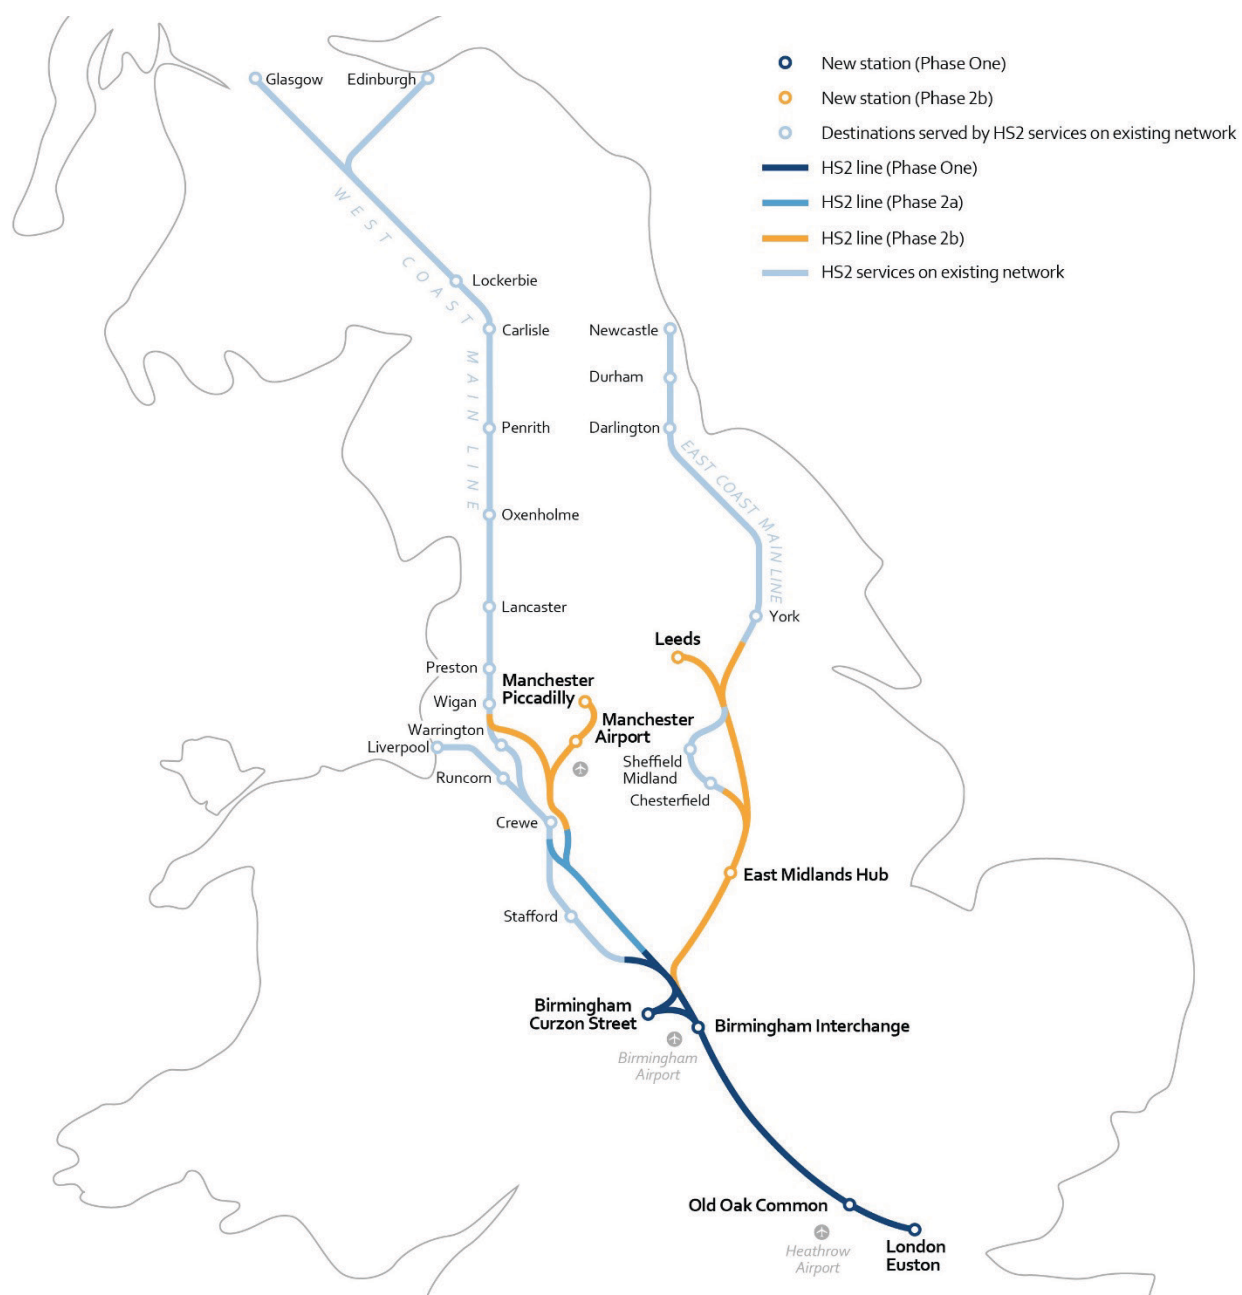 New station (Phase One)
New station (Phase 2b)
Destinations served by HS2 services on existing network
HS2 line (Phase One)
HS2 line (Phase 2a)
HS2 line (Phase 2b)
HS2 services on existing network
Glasgow
Edinburgh
WEST COAST MAIN LINE
Lockerbie
Carlisle
Newcastle
Durham
Penrith
Darlington
EAST COAST MAIN LINE
Oxenholme
Lancaster
York
Leeds
Preston
Manchester
Piccadilly
Wigan
Manchester
Airport
Warrington
Liverpool
Sheffield
Midland
Runcorn
Chesterfield
Crewe
East Midlands Hub
Stafford
Birmingham
Curzon Street
Birmingham Interchange
Birmingham
Airport
Old Oak Common
Heathrow
Airport
London
Euston